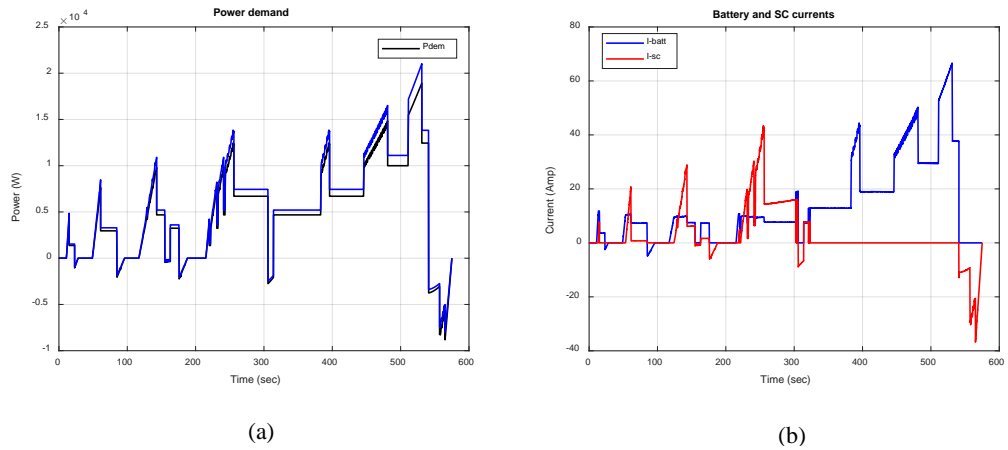 Power demand
× 10 4
2.5
2
1.5
1
0.5
0
-0.5
-1
Power (W)
0 100 200 300 400 500 600
Time (sec)
Pdem
(a)
Battery and SC currents
80
60
40
20
0
-20
-40
Current (Amp)
0 100 200 300 400 500 600
Time (sec)
I-batt
I-sc
(b)